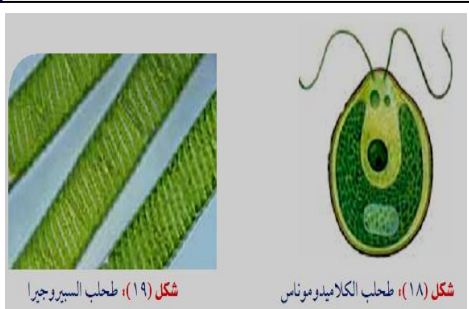 شكل (١٨): طحلب الكلاميدوموناس
شكل (١٩): طحلب السبيروجيرا